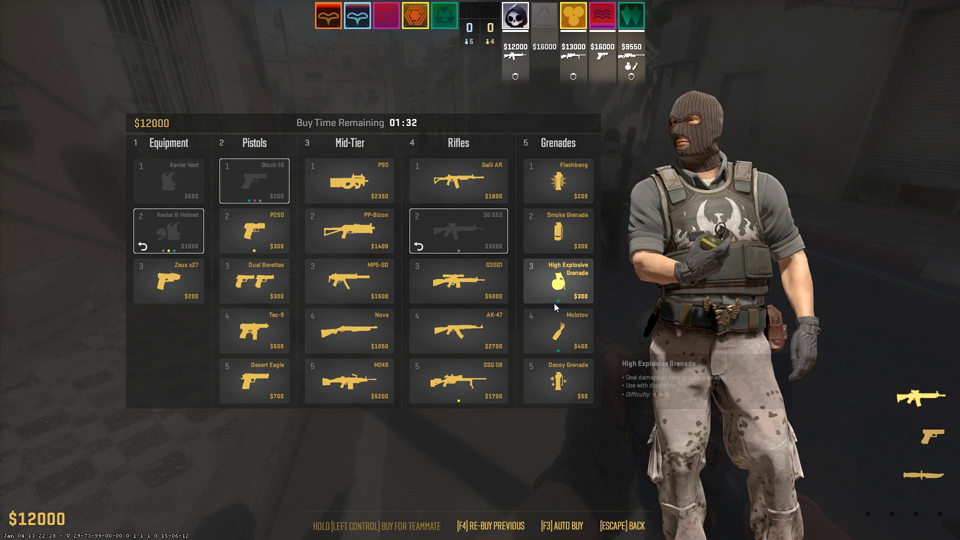 0 0
5 4
$12000 $16000 $13000 $16000 $9550
$12000
Buy Time Remaining 01:32
1 Equipment
2 Pistols
3 Mid-Tier
4 Rifles
5 Grenades
1 Kevlar Vest
$650
2 Kevlar & Helmet
$1000
3 Zeus x27
$200
1 Glock-18
$200
2 P250
$300
3 Dual Berettas
$300
4 Tec-9
$500
5 Desert Eagle
$700
1 P90
$2350
2 PP-Bizon
$1400
3 MP5-SD
$1500
4 Nova
$1050
5 M249
$5200
1 Galil AR
$1800
2 SG 553
$3000
3 G3SG1
$5000
4 AK-47
$2700
5 SSG 08
$1700
1 Flashbang
$200
2 Smoke Grenade
$300
3 High Explosive
Grenade
$300
4 Molotov
$400
5 Decoy Grenade
$50
High Explosive Grenade
• Deal damage
• Use with
• Difficulty:
$12000
HOLD [LEFT CONTROL] BUY FOR TEAMMATE
[F4] RE-BUY PREVIOUS
[F3] AUTO BUY
[ESCAPE] BACK